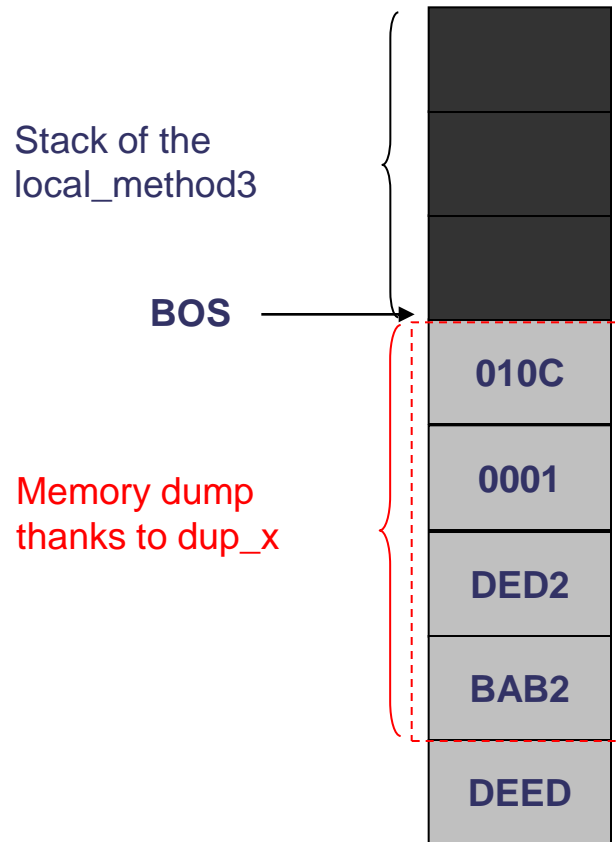 Stack of the
local_method3
BOS
010C
0001
Memory dump
thanks to dup_x
DED2
BAB2
DEED